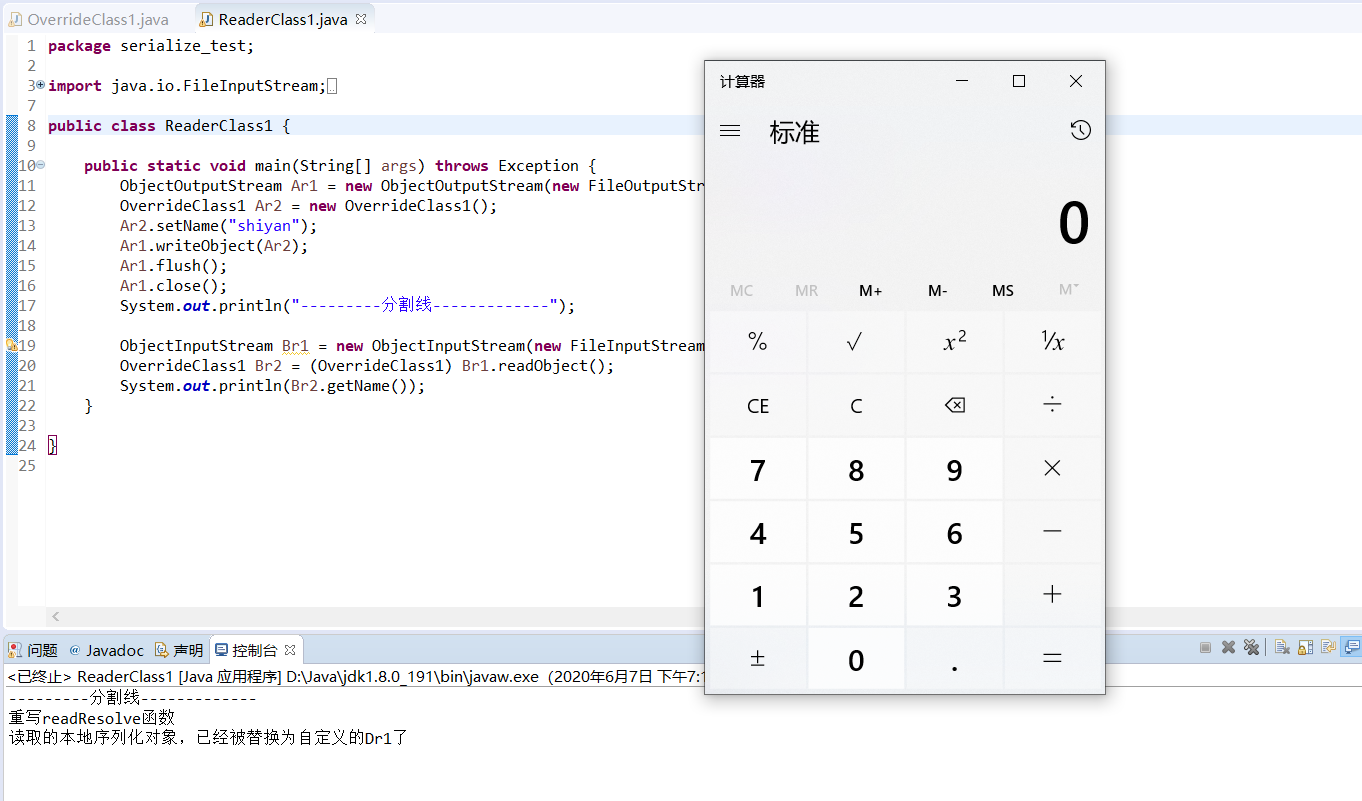 OverrideClass1.java ReaderClass1.java
1 package serialize_test;
2
3 import java.io.FileInputStream;
7
8 public class ReaderClass1 {
9
10 public static void main(String[] args) throws Exception {
11 ObjectOutputStream Ar1 = new ObjectOutputStream(new FileOutputStr
12 OverrideClass1 Ar2 = new OverrideClass1();
13 Ar2.setName("shiyan");
14 Ar1.writeObject(Ar2);
15 Ar1.flush();
16 Ar1.close();
17 System.out.println("---------分割线-------------");
18
19 ObjectInputStream Br1 = new ObjectInputStream(new FileInputStream
20 OverrideClass1 Br2 = (OverrideClass1) Br1.readObject();
21 System.out.println(Br2.getName());
22 }
23
24 }
25
计算器
标准
0
MC MR M+ M- MS M˅
% √ x² ¹/x
CE C ÷
7 8 9 ×
4 5 6 −
1 2 3 +
± 0 . =
问题 @ Javadoc 声明 控制台
<已终止> ReaderClass1 [Java 应用程序] D:\Java\jdk1.8.0_191\bin\javaw.exe（2020年6月7日 下午7:1
---------分割线-------------
重写readResolve函数
读取的本地序列化对象，已经被替换为自定义的Dr1了